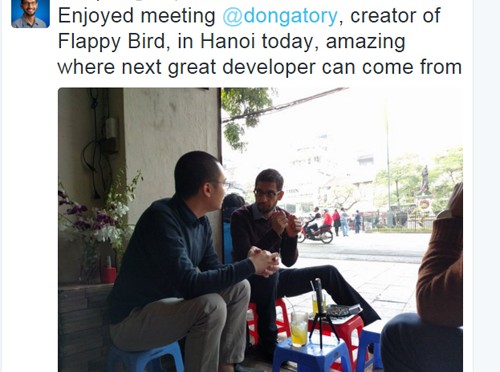 Enjoyed meeting @dongatory, creator of
Flappy Bird, in Hanoi today, amazing
where next great developer can come from